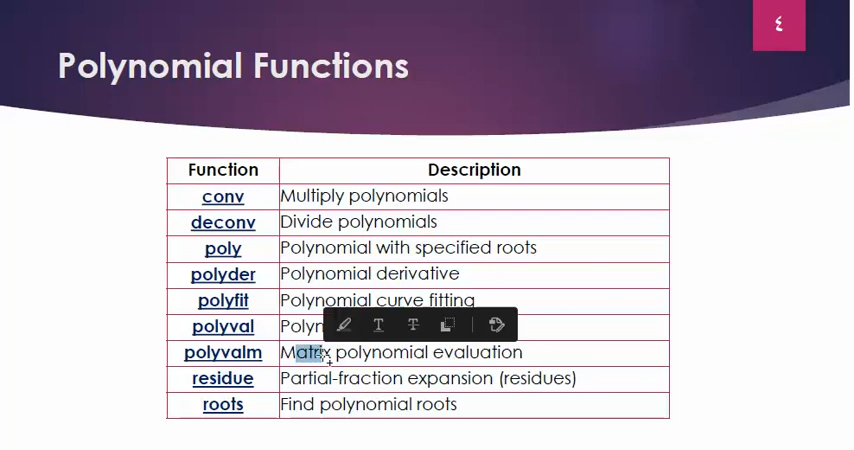 ٤
Polynomial Functions
Function Description
conv Multiply polynomials
deconv Divide polynomials
poly Polynomial with specified roots
polyder Polynomial derivative
polyfit Polynomial curve fitting
polyval
polyvalm Matrix polynomial evaluation
residue Partial-fraction expansion (residues)
roots Find polynomial roots